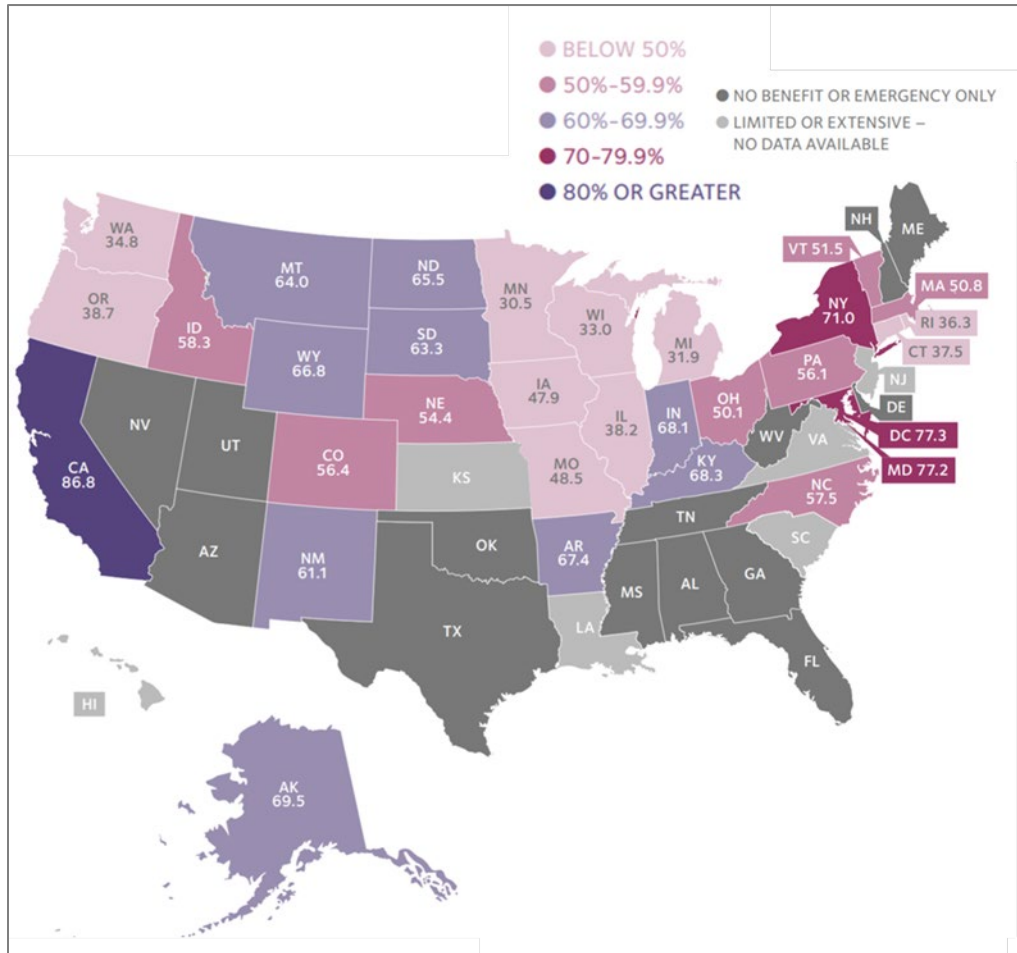 BELOW 50%
50%-59.9%
60%-69.9%
70-79.9%
80% OR GREATER
NO BENEFIT OR EMERGENCY ONLY
LIMITED OR EXTENSIVE –
NO DATA AVAILABLE
WA
34.8
OR
38.7
ID
58.3
MT
64.0
ND
65.5
MN
30.5
WI
33.0
MI
31.9
NY
71.0
VT 51.5
NH
ME
MA 50.8
RI 36.3
CT 37.5
NJ
DE
DC 77.3
MD 77.2
WY
66.8
SD
63.3
IA
47.9
NE
54.4
IL
38.2
IN
68.1
OH
50.1
PA
56.1
WV
VA
KY
68.3
NC
57.5
CA
86.8
NV
UT
CO
56.4
KS
MO
48.5
TN
SC
AZ
NM
61.1
OK
AR
67.4
MS
AL
GA
TX
LA
FL
HI
AK
69.5